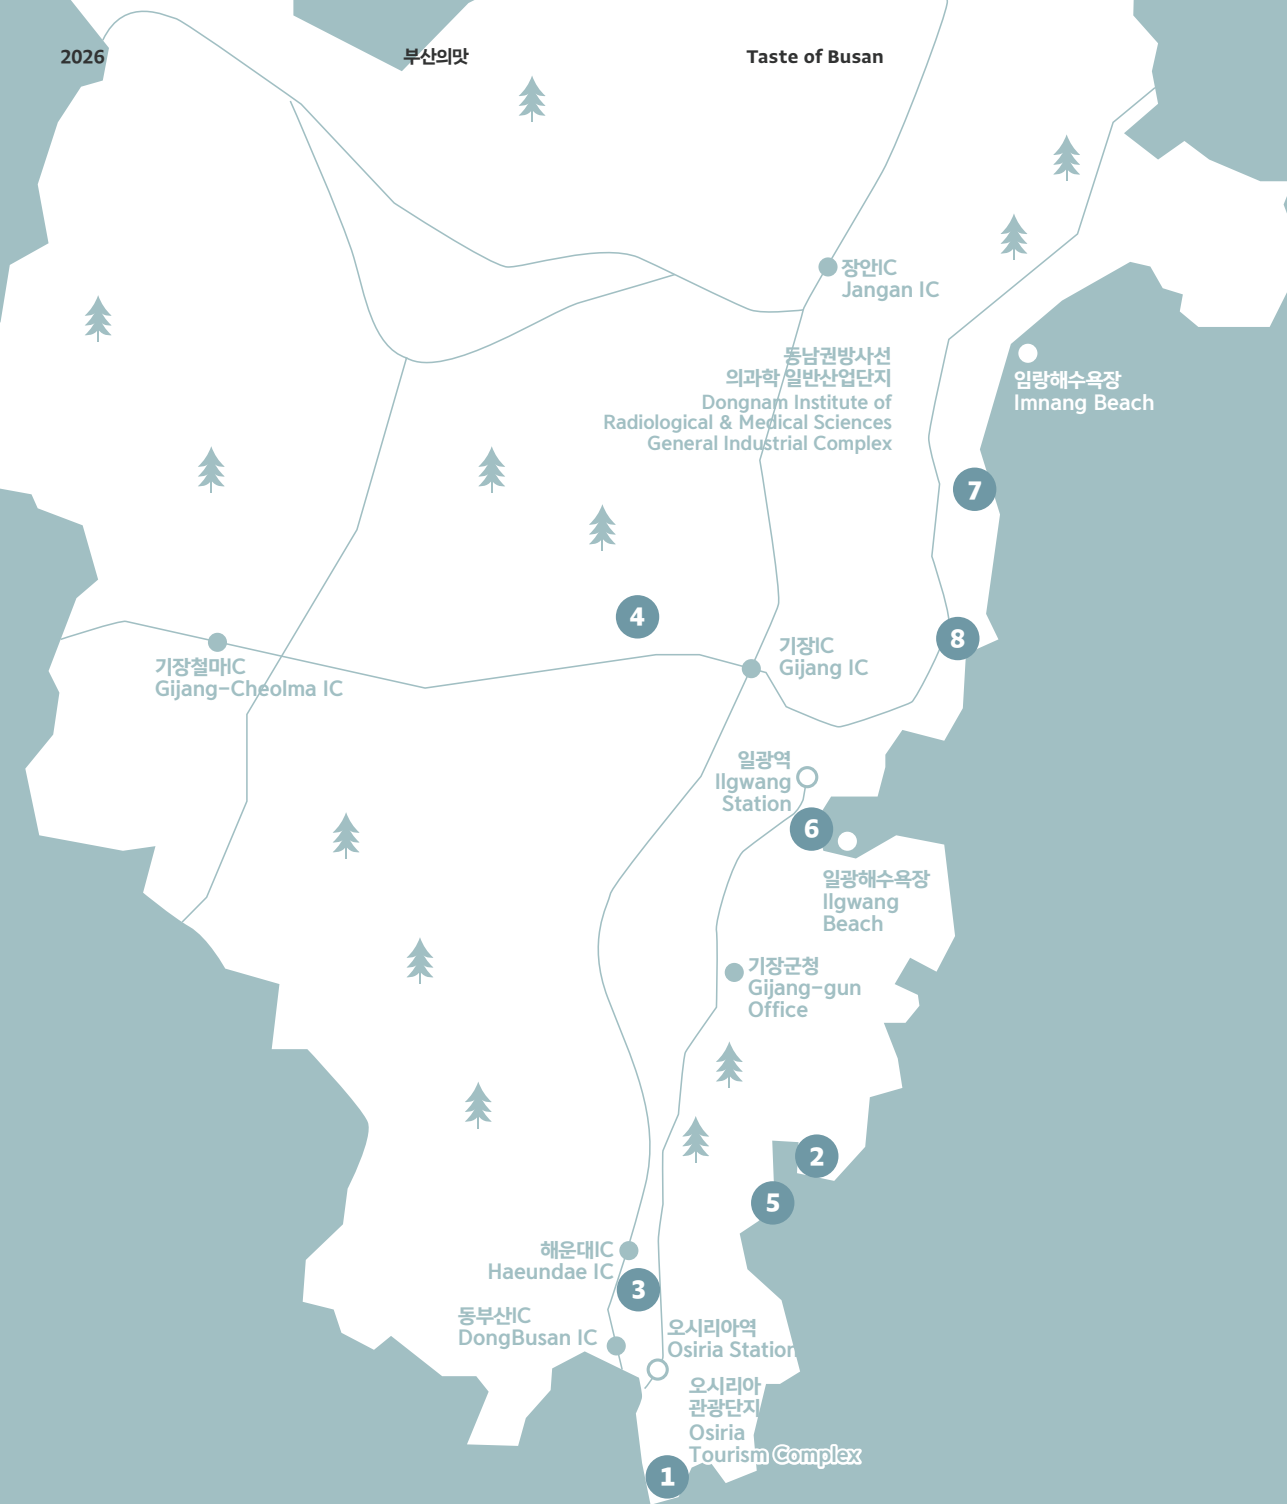 2026
부산의맛
Taste of Busan
장안IC
Jangan IC
동남권방사선
의과학 일반산업단지
Dongnam Institute of
Radiological & Medical Sciences
General Industrial Complex
임랑해수욕장
Imnang Beach
7
4
8
기장IC
Gijang IC
기장철마IC
Gijang-Cheolma IC
일광역
Ilgwang
Station
6
일광해수욕장
Ilgwang
Beach
기장군청
Gijang-gun
Office
2
5
해운대IC
Haeundae IC
3
동부산IC
DongBusan IC
오시리아역
Osiria Station
오시리아
관광단지
Osiria
Tourism Complex
1